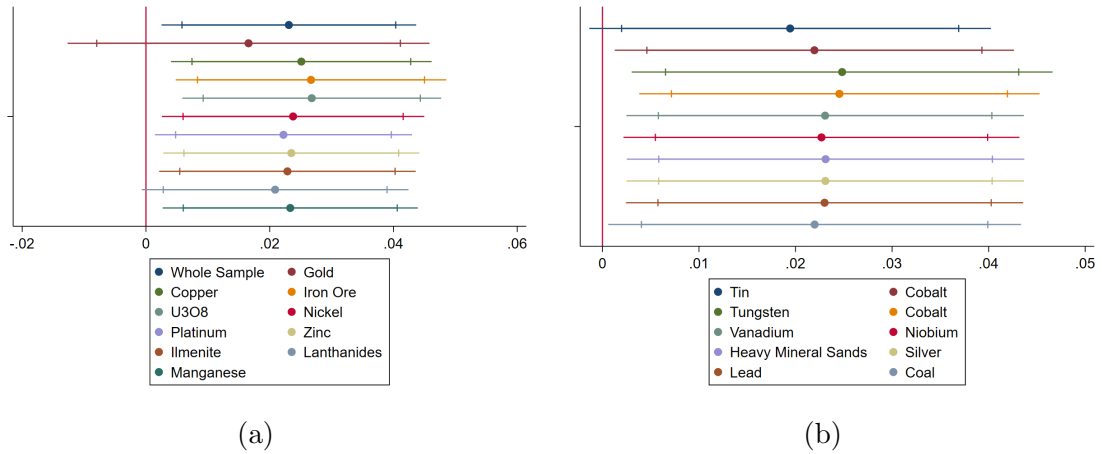 -.02 0 .02 .04 .06
Whole Sample Gold
Copper Iron Ore
U3O8 Nickel
Platinum Zinc
Ilmenite Lanthanides
Manganese
(a)
0 .01 .02 .03 .04 .05
Tin Cobalt
Tungsten Cobalt
Vanadium Niobium
Heavy Mineral Sands Silver
Lead Coal
(b)